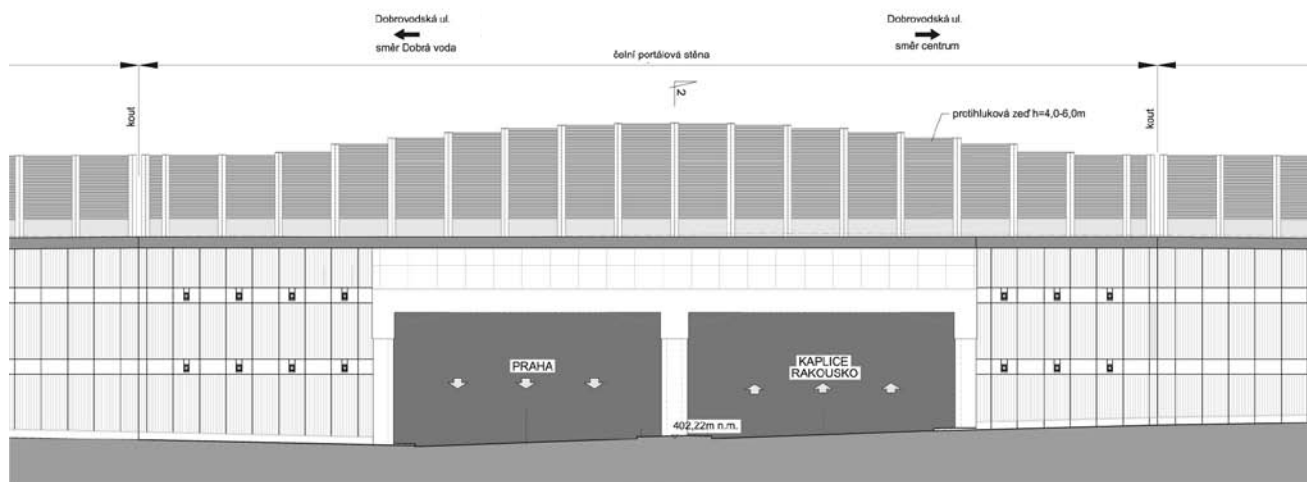 Dobrovodská ul.
směr Dobrá voda
Dobrovodská ul.
směr centrum
čelní portálová stěna
kout
2
kout
protihluková zeď h=4,0-6,0m
PRAHA
KAPLICE
RAKOUSKO
402,22m n.m.